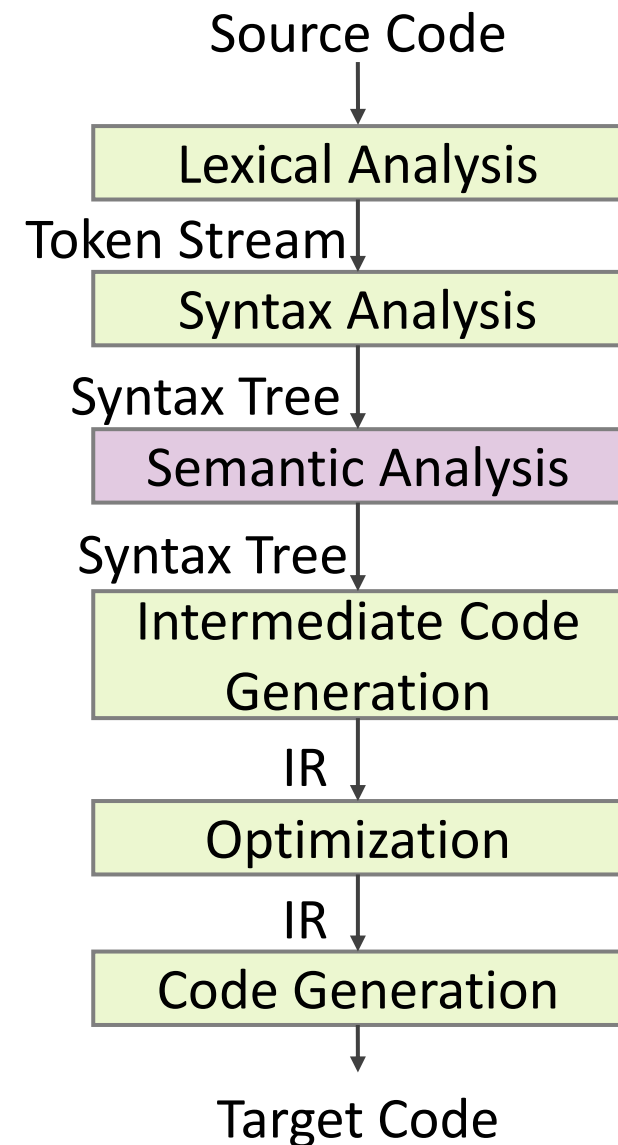 Source Code
Lexical Analysis
Token Stream
Syntax Analysis
Syntax Tree
Semantic Analysis
Syntax Tree
Intermediate Code
Generation
IR
Optimization
IR
Code Generation
Target Code